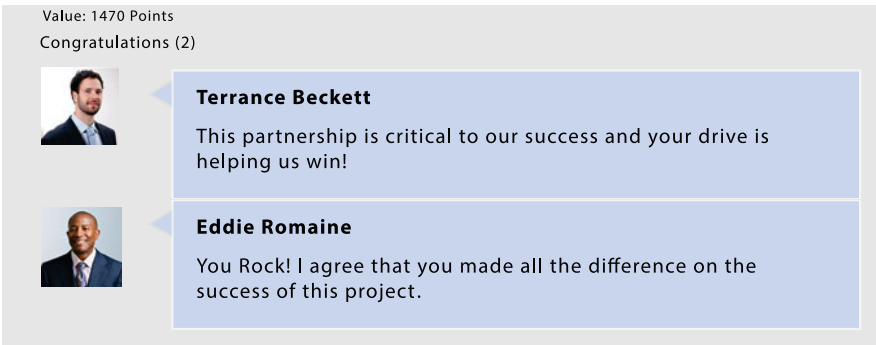 Value: 1470 Points
Congratulations (2)
Terrance Beckett
This partnership is critical to our success and your drive is
helping us win!
Eddie Romaine
You Rock! I agree that you made all the difference on the
success of this project.